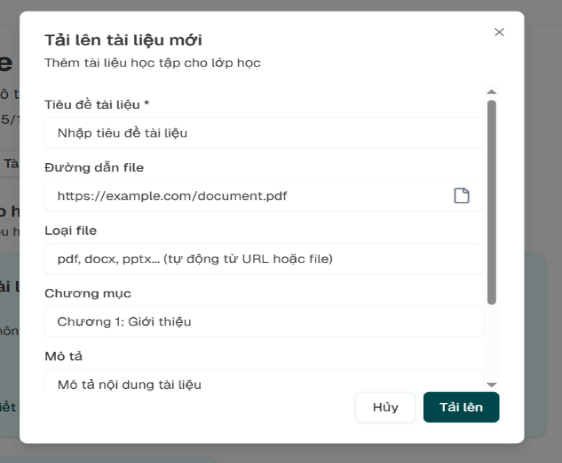 Tải lên tài liệu mới
Thêm tài liệu học tập cho lớp học
Tiêu đề tài liệu *
Nhập tiêu đề tài liệu
Đường dẫn file
https://example.com/document.pdf
Loại file
pdf, docx, pptx... (tự động từ URL hoặc file)
Chương mục
Chương 1: Giới thiệu
Mô tả
Mô tả nội dung tài liệu
Hủy
Tải lên